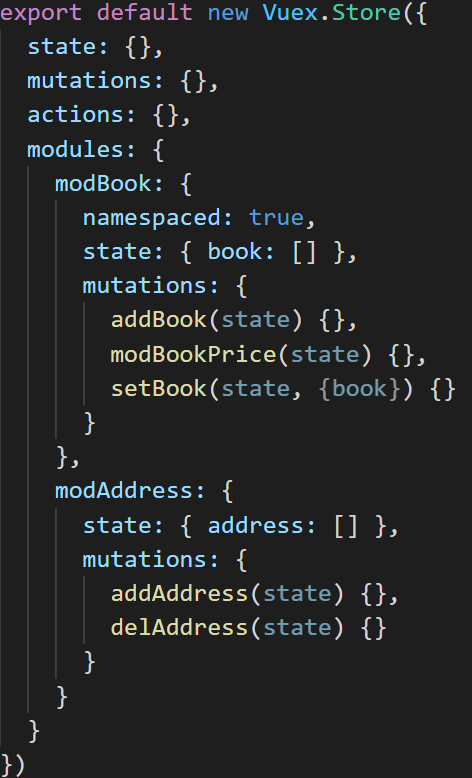 export default new Vuex.Store({
  state: {},
  mutations: {},
  actions: {},
  modules: {
    modBook: {
      namespaced: true,
      state: { book: [] },
      mutations: {
        addBook(state) {},
        modBookPrice(state) {},
        setBook(state, {book}) {}
      }
    },
    modAddress: {
      state: { address: [] },
      mutations: {
        addAddress(state) {},
        delAddress(state) {}
      }
    }
  }
})